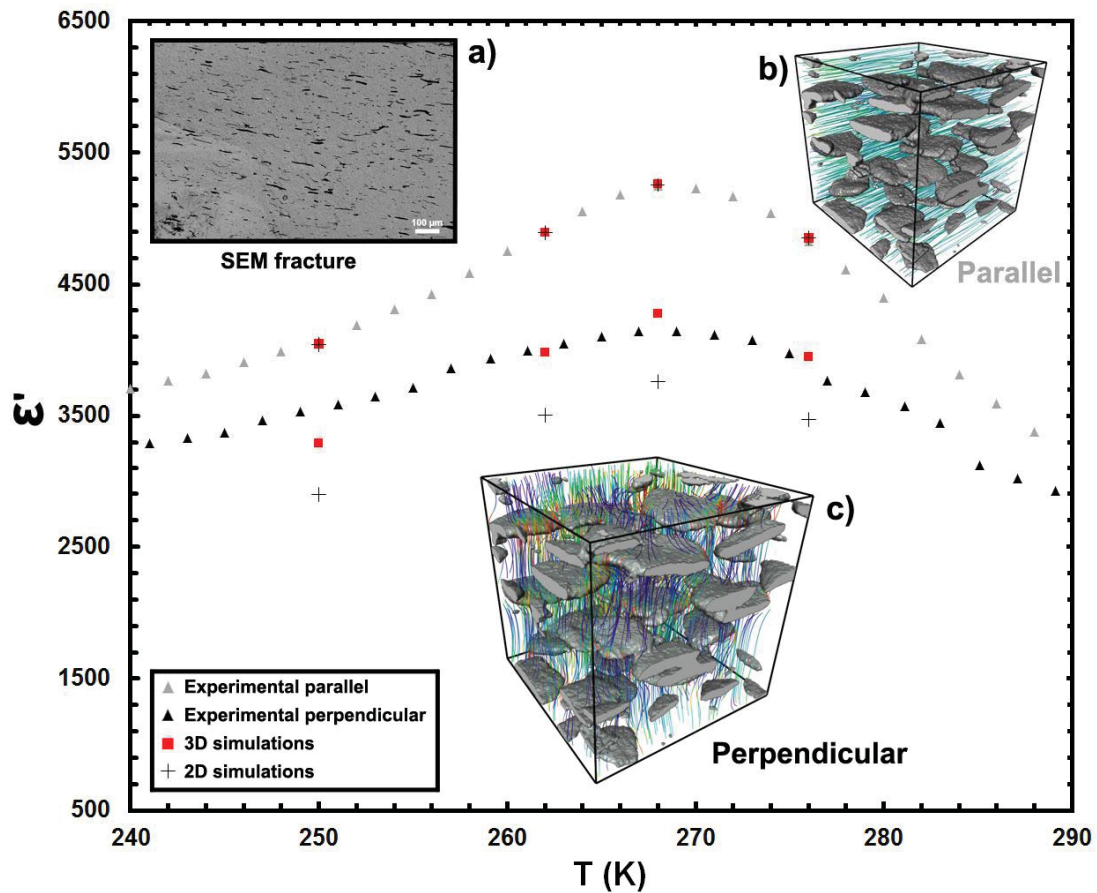 6500
5500
4500
3500
2500
1500
500
ε'
240
250
260
270
280
290
T (K)
a)
100 µm
SEM fracture
b)
Parallel
c)
Perpendicular
Experimental parallel
Experimental perpendicular
3D simulations
2D simulations